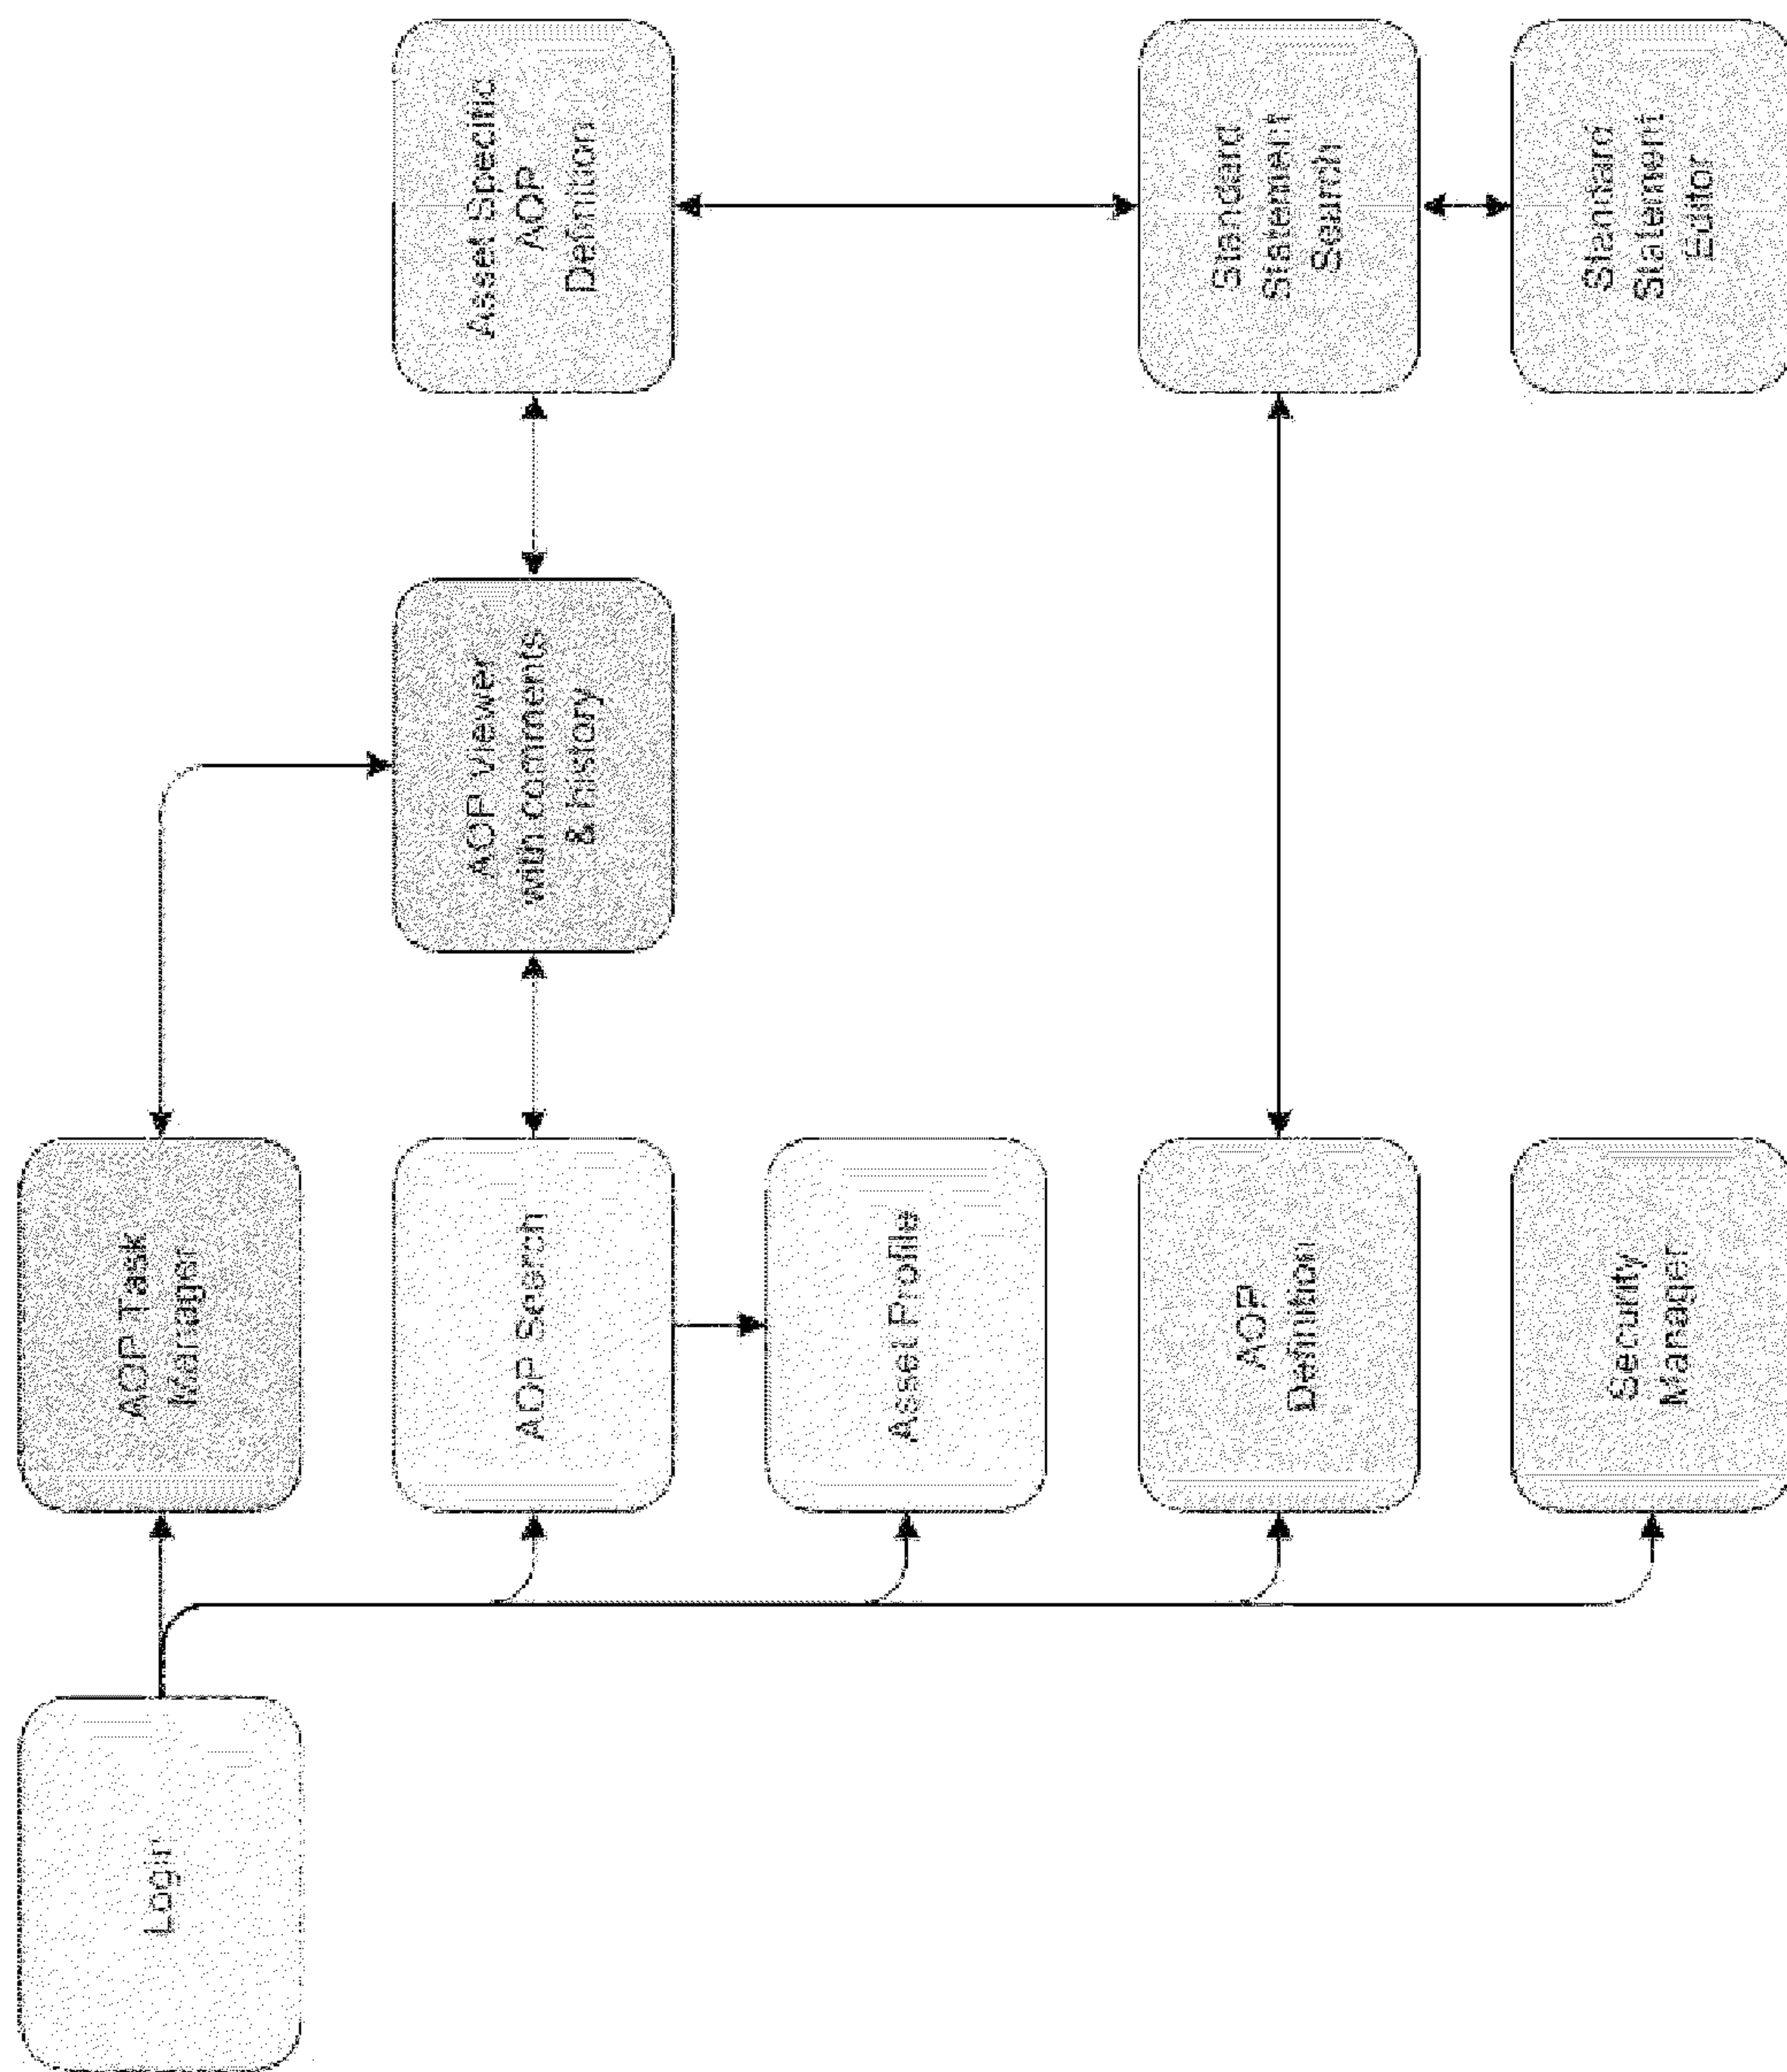 Login
AOP Task
Manager
AOP Search
Asset Profile
AOP
Definition
Security
Manager
AOP Viewer
with comments
& history
Asset Specific
AOP
Definition
Standard
Statement
Search
Standard
Statement
Editor